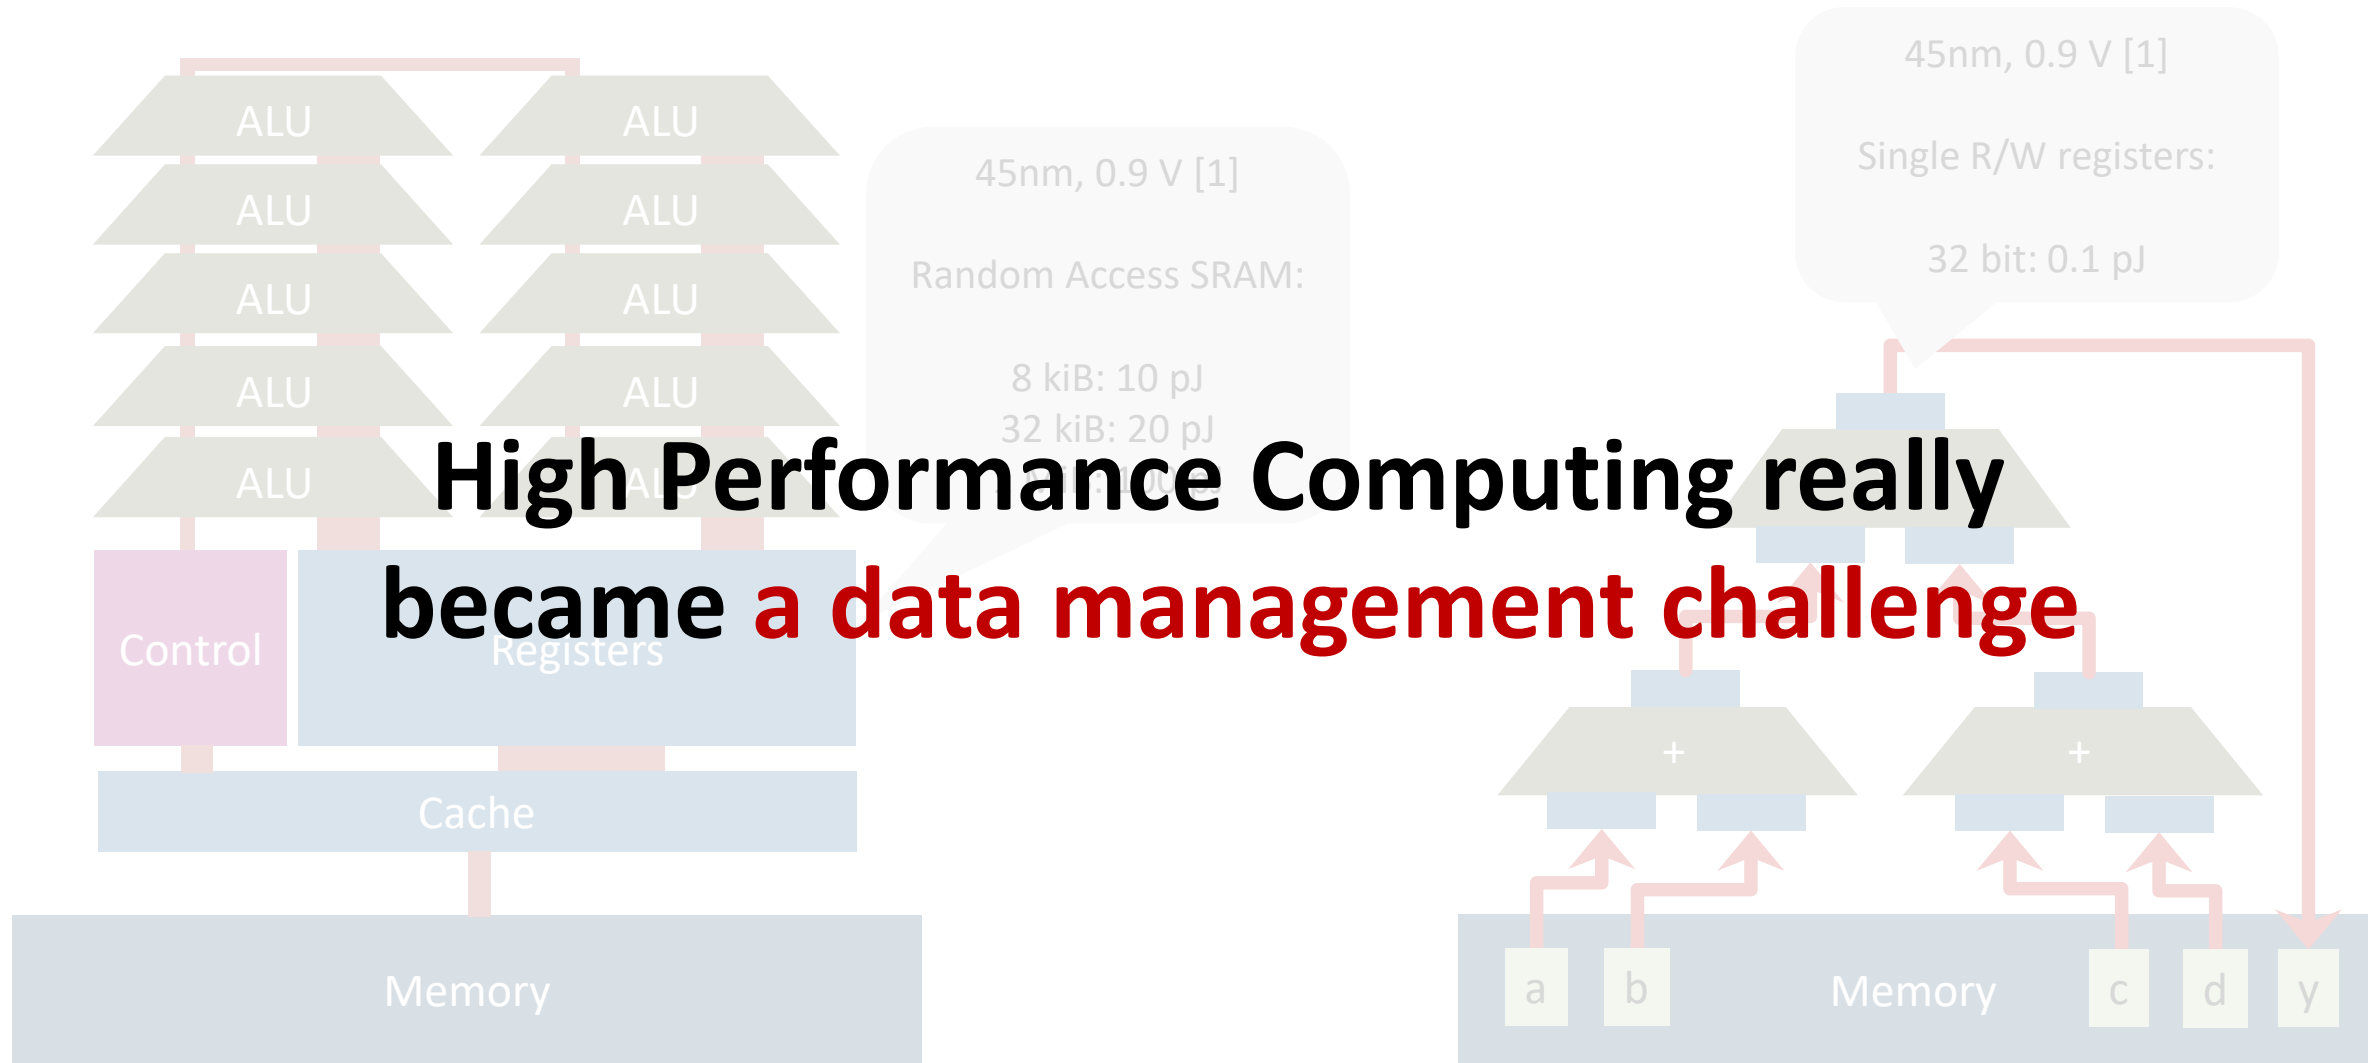 ALU ALU
ALU ALU
ALU ALU
ALU ALU
ALU
Control
Registers
Cache
Memory
45nm, 0.9 V [1]
Random Access SRAM:
8 kiB: 10 pJ
32 kiB: 20 pJ
100 pJ
High Performance Computing really
became a data management challenge
45nm, 0.9 V [1]
Single R/W registers:
32 bit: 0.1 pJ
+ +
a b Memory c d y